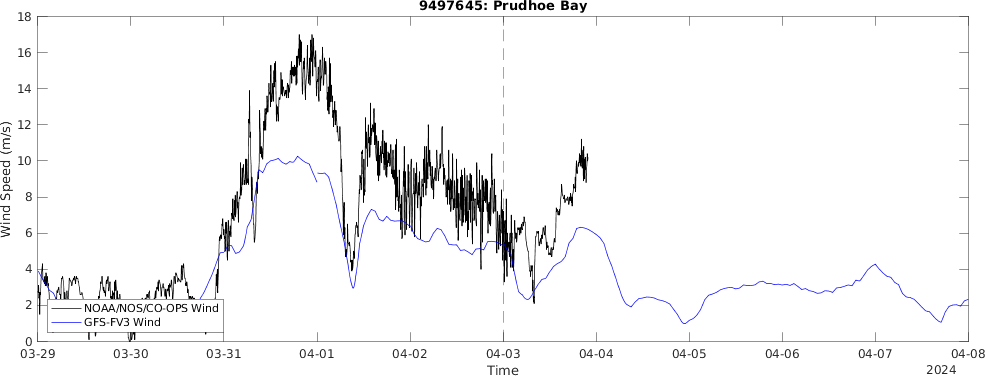 9497645: Prudhoe Bay
18
16
14
12
10
8
6
4
2
0
Wind Speed (m/s)
NOAA/NOS/CO-OPS Wind
GFS-FV3 Wind
03-29 03-30 03-31 04-01 04-02 04-03 04-04 04-05 04-06 04-07 04-08
Time
2024